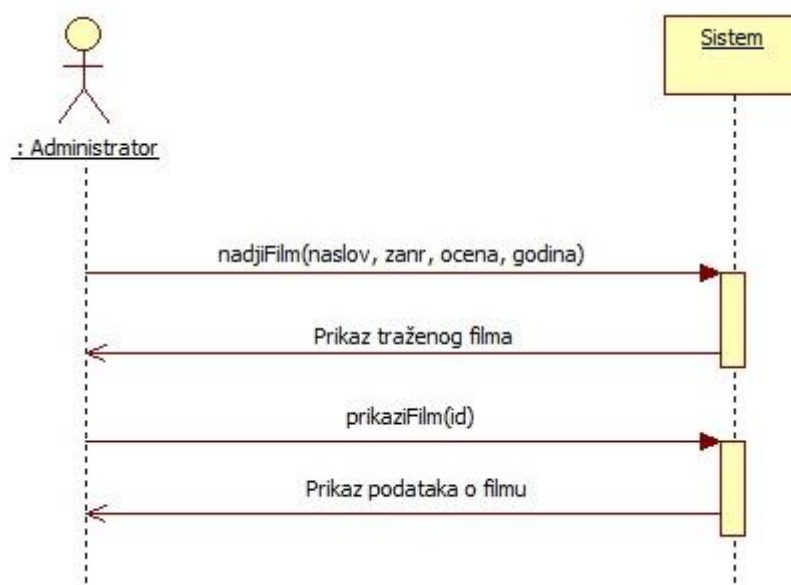 Sistem
: Administrator
nadjiFilm(naslov, zanr, ocena, godina)
Prikaz traženog filma
prikaziFilm(id)
Prikaz podataka o filmu